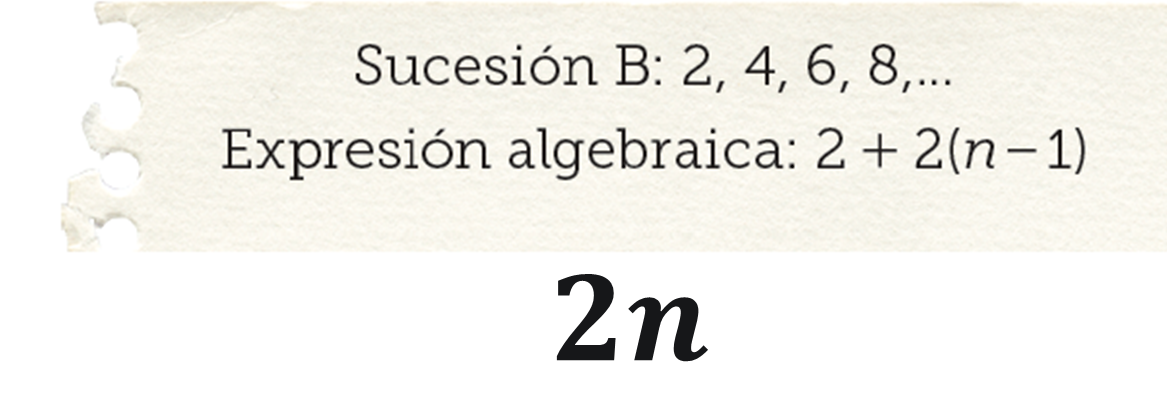 Sucesión B: 2, 4, 6, 8,...
Expresión algebraica: 2 + 2(n−1)
2n